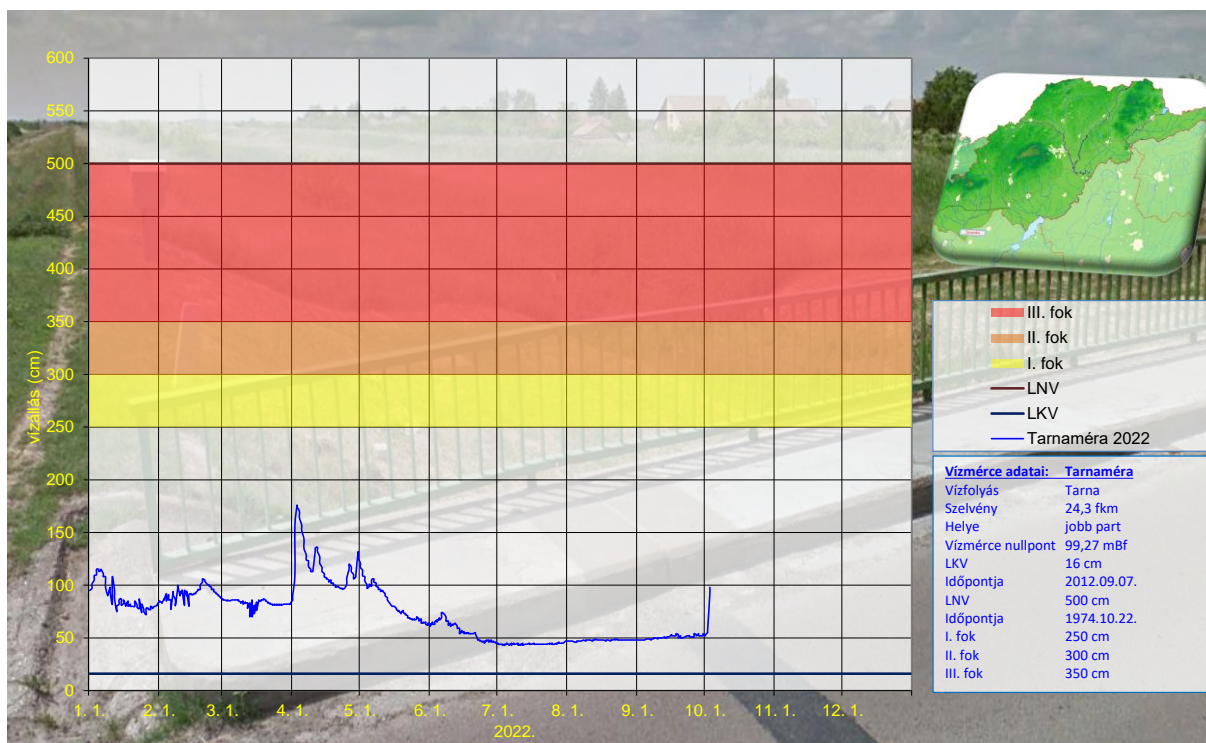 600
550
500
450
400
350
300
250
200
150
100
50
0
vízállás (cm)
1. 1. 2. 1. 3. 1. 4. 1. 5. 1. 6. 1. 7. 1. 8. 1. 9. 1. 10. 1. 11. 1. 12. 1.
2022.
III. fok
II. fok
I. fok
LNV
LKV
Tarnaméra 2022
Vízmérce adatai: Tarnaméra
Vízfolyás Tarna
Szelvény 24,3 fkm
Helye jobb part
Vízmérce nullpont 99,27 mBf
LKV 16 cm
Időpontja 2012.09.07.
LNV 500 cm
Időpontja 1974.10.22.
I. fok 250 cm
II. fok 300 cm
III. fok 350 cm